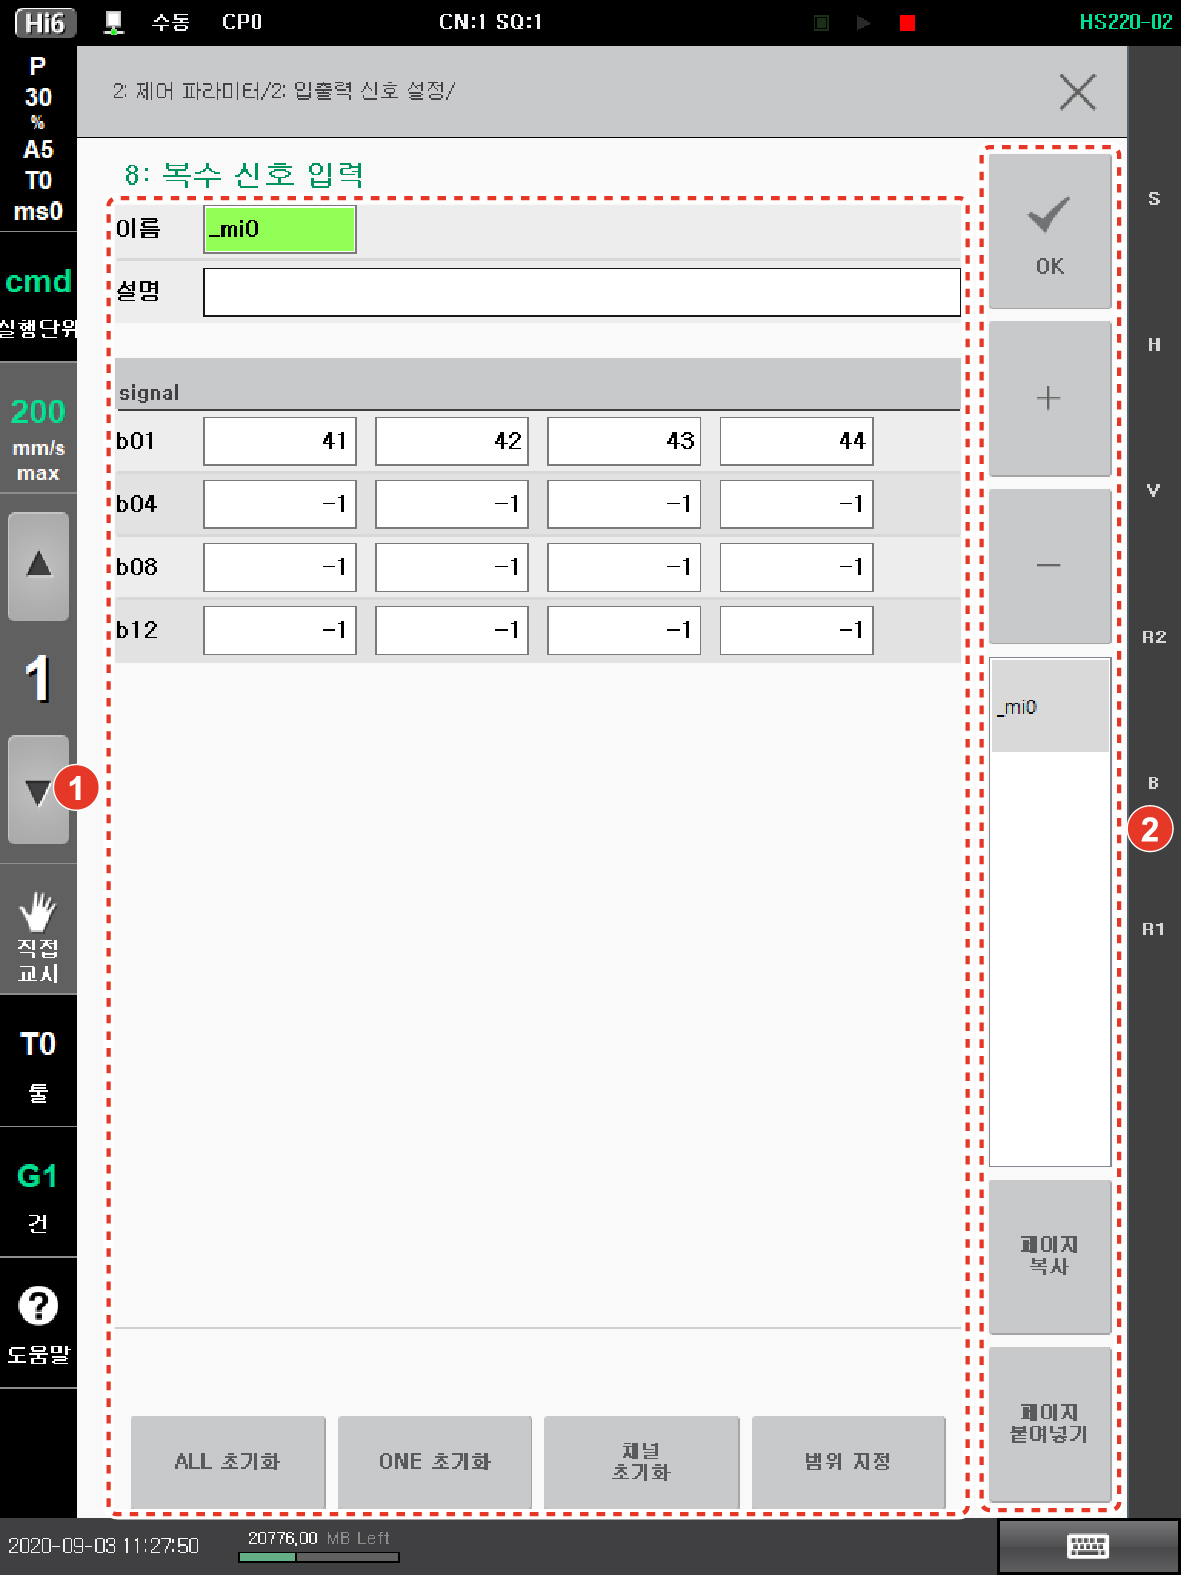 Hi6 수동 CP0 CN:1 SQ:1 HS220-02
P
30
%
A5
T0
ms0
cmd
실행단위
200
mm/s
max
1
직접
교시
T0
툴
G1
건
도움말
2: 제어 파라미터/2: 입출력 신호 설정/
8: 복수 신호 입력
이름 _mi0
설명
signal
b01 41 42 43 44
b04 -1 -1 -1 -1
b08 -1 -1 -1 -1
b12 -1 -1 -1 -1
ALL 초기화
ONE 초기화
채널
초기화
범위 지정
1
OK
+
-
_mi0
페이지
복사
페이지
붙여넣기
2
S
H
V
R2
B
R1
2020-09-03 11:27:50 20776.00 MB Left